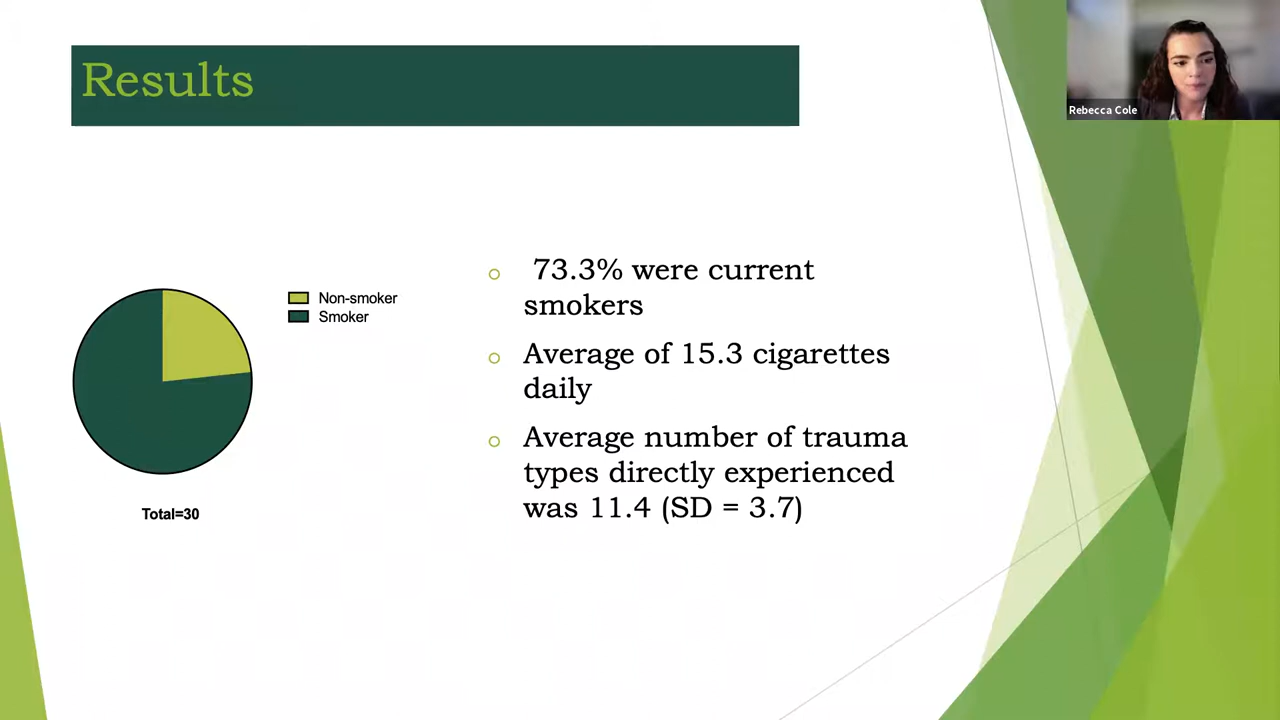 Results
Rebecca Cole
Non-smoker
Smoker
Total=30
73.3% were current
smokers
Average of 15.3 cigarettes
daily
Average number of trauma
types directly experienced
was 11.4 (SD = 3.7)